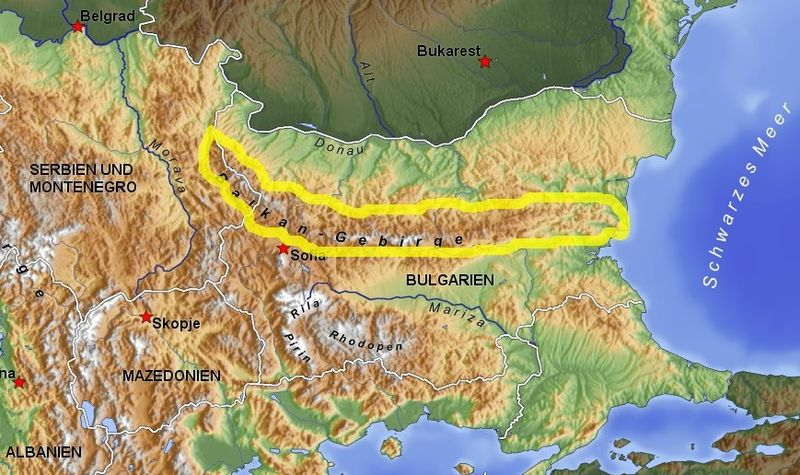 Belgrad
Bukarest
Alt
Donau
Morava
SERBIEN UND
MONTENEGRO
Schwarzes Meer
Balkan-Gebirge
Sofia
BULGARIEN
Rila
Mariza
Pirin
Rhodopen
Skopje
MAZEDONIEN
ALBANIEN